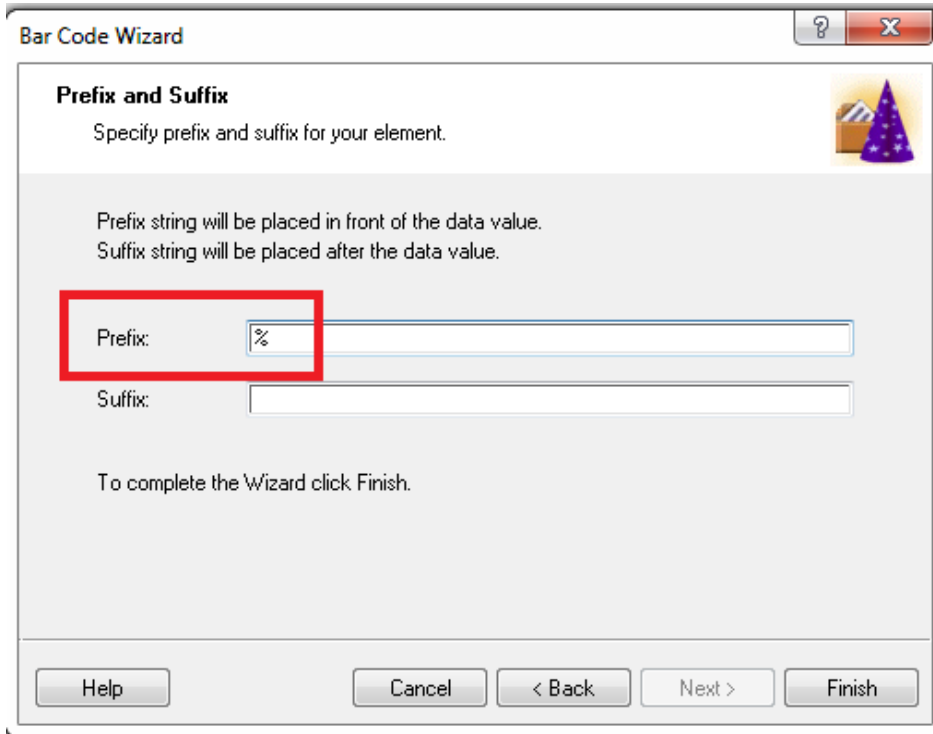 Bar Code Wizard
?
X
Prefix and Suffix
Specify prefix and suffix for your element.
Prefix string will be placed in front of the data value.
Suffix string will be placed after the data value.
Prefix: %
Suffix:
To complete the Wizard click Finish.
Help Cancel < Back Next > Finish